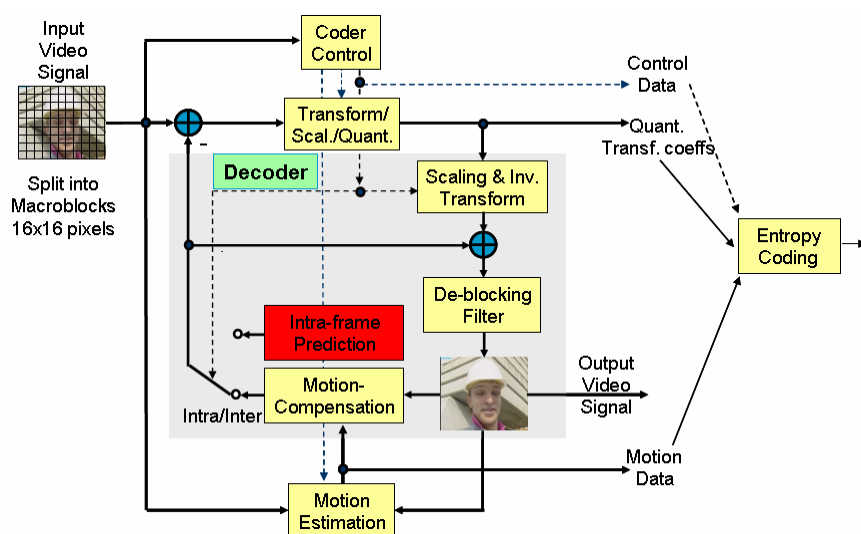 Input
Video
Signal
Coder
Control
Control
Data
Transform/
Scal./Quant.
-
Quant.
Transf. coeffs
Decoder
Split into
Macroblocks
16x16 pixels
Scaling & Inv.
Transform
Entropy
Coding
De-blocking
Filter
Intra-frame
Prediction
Output
Video
Signal
Motion-
Compensation
Intra/Inter
Motion
Data
Motion
Estimation